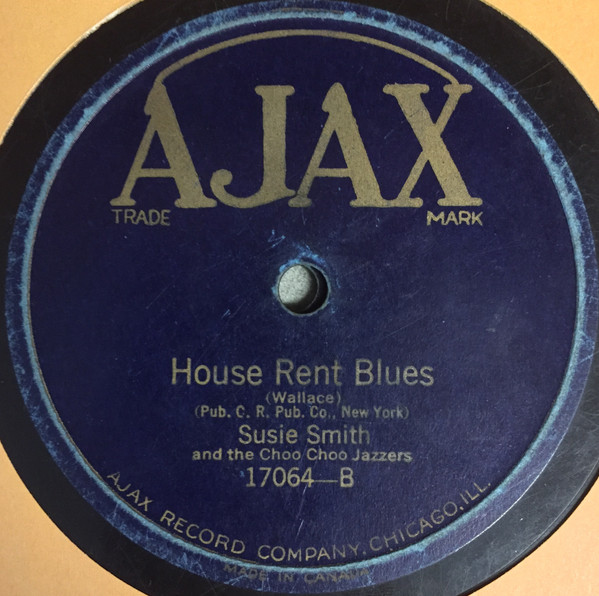 AJAX
TRADE MARK
House Rent Blues
(Wallace)
(Pub. C. R. Pub. Co., New York)
Susie Smith
and the Choo Choo Jazzers
17064—B
AJAX RECORD COMPANY, CHICAGO, ILL.
MADE IN CANADA